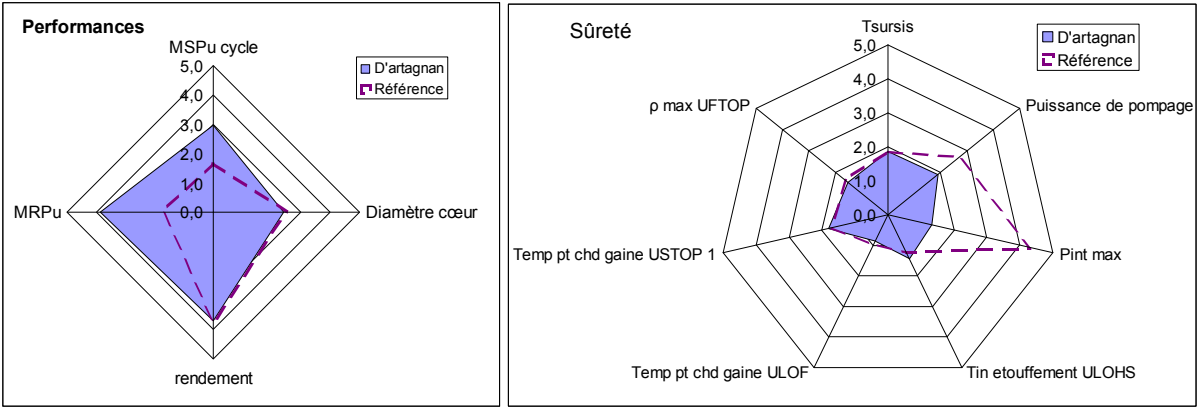 Performances
MSPu cycle
5,0
4,0
3,0
2,0
1,0
0,0
D'artagnan
Référence
MRPu
Diamètre cœur
rendement
Sûreté
Tsursis
5,0
4,0
3,0
2,0
1,0
0,0
D'artagnan
Référence
ρ max UFTOP
Puissance de pompage
Temp pt chd gaine USTOP 1
Pint max
Temp pt chd gaine ULOF
Tin etouffement ULOHS